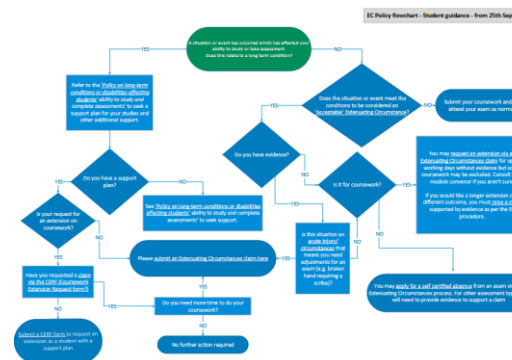 EC Policy flowchart - Student guidance - from 25th Sep
A situation or event has occurred which has affected your
ability to study or take assessment.
Does this relate to a long term condition?
YES
NO
Refer to the 'Policy on long-term
conditions or disabilities affecting
students' ability to study and
complete assessments' to seek a
support plan for your studies and
other additional support.
Does the situation or event meet the
conditions to be considered an
'Acceptable' Extenuating Circumstance?
NO
Submit your coursework and
attend your exam as norm
YES
YES
Do you have evidence?
NO
Do you have a support
plan?
NO
YES
See 'Policy on long-term conditions or disabilities
affecting students' ability to study and complete
assessments' to seek support.
Is it for coursework?
YES
You may request an extension via a
Extenuating Circumstances claim for
working days without evidence but
coursework may be excluded. Consult
module convenor if you aren't
If you would like a longer extension
different outcome, you must raise a
supported by evidence as per the E
procedure.
Is your request for
an extension on
coursework?
NO
YES
YES
NO
Please submit an Extenuating Circumstances claim here
YES
Is this situation an
acute injury/
circumstances that
means you need
adjustments for an
exam (e.g. broken
hand requiring a
scribe)?
NO
NO
Have you requested a claim
via the CERF (Coursework
Extension Request form?)
YES
YES
Do you need more time to do your
coursework?
You may apply for a self certified absence from an exam via
Extenuating Circumstances process. For other assessment typ
will need to provide evidence to support a claim
NO
NO
Submit a CERF form to request an
extension as a student with a
support plan
No further action required!